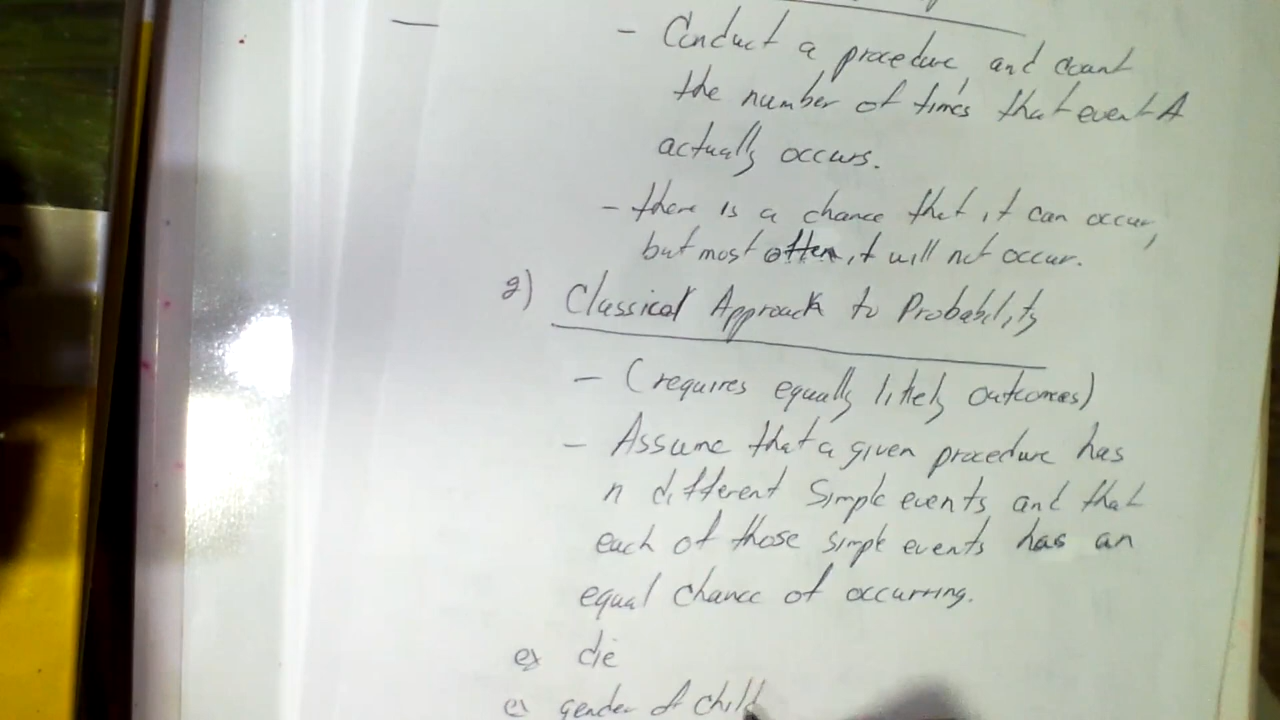 - Conduct a procedure, and count
the number of times that event A
actually occurs.
- there is a chance that it can occur,
but most often, it will not occur.
2) Classical Approach to Probability
- (requires equally likely outcomes)
- Assume that a given procedure has
n different simple events and that
each of those simple events has an
equal chance of occurring.
ex die
ex gender of child